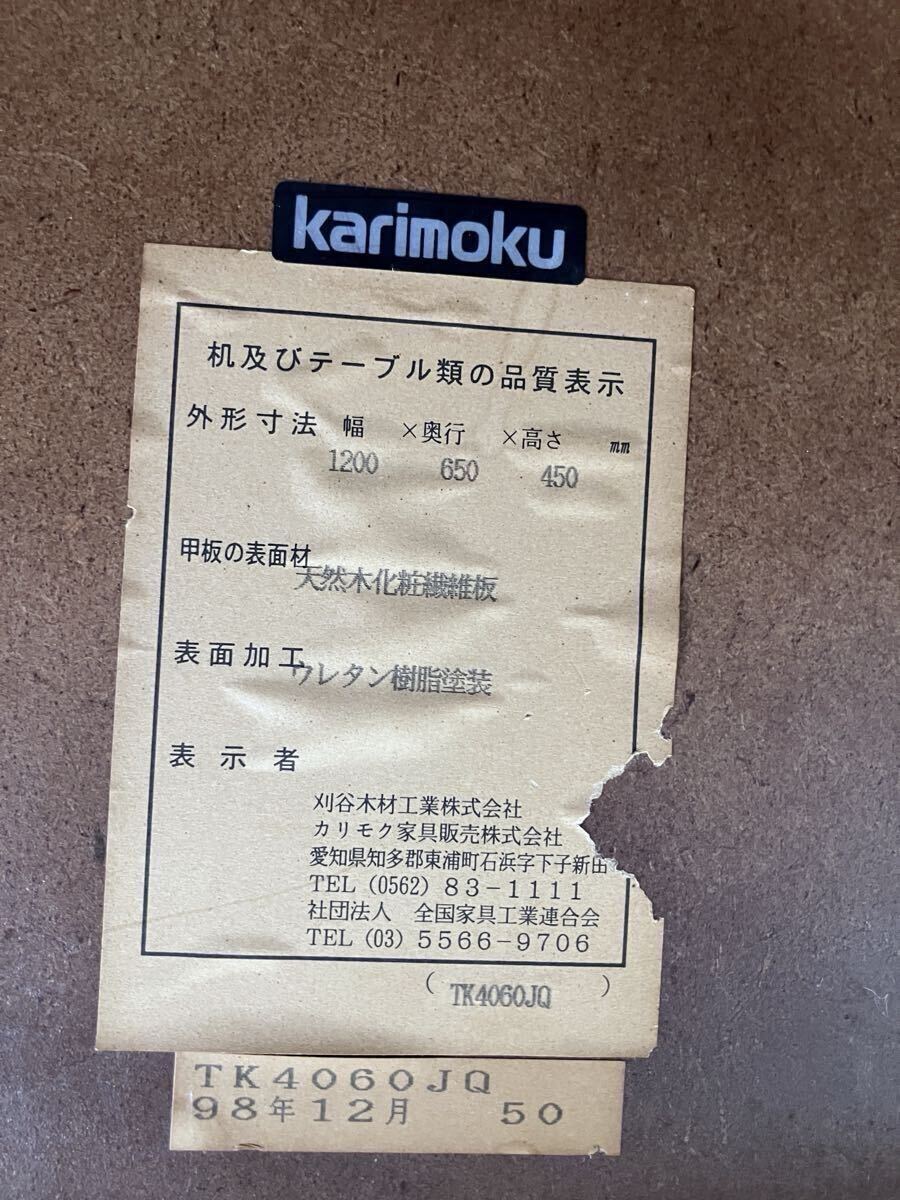 karimoku
机及びテーブル類の品質表示
外形寸法 幅 ×奥行 ×高さ ㎜
1200 650 450
甲板の表面材 天然木化粧繊維板
表面加工 ウレタン樹脂塗装
表示者
刈谷木材工業株式会社
カリモク家具販売株式会社
愛知県知多郡東浦町石浜字下子新田
TEL (0562) 83-1111
社団法人 全国家具工業連合会
TEL (03) 5566-9706
( TK4060JQ )
TK4060JQ
98年12月 50